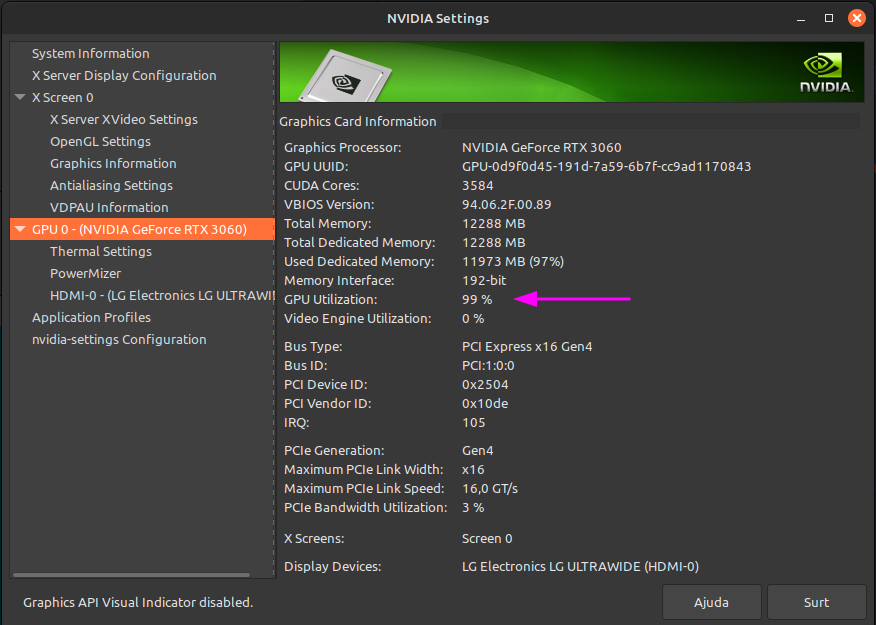 NVIDIA Settings
System Information
X Server Display Configuration
X Screen 0
X Server XVideo Settings
OpenGL Settings
Graphics Information
Antialiasing Settings
VDPAU Information
GPU 0 - (NVIDIA GeForce RTX 3060)
Thermal Settings
PowerMizer
HDMI-0 - (LG Electronics LG ULTRAWI
Application Profiles
nvidia-settings Configuration
NVIDIA.
Graphics Card Information
Graphics Processor: NVIDIA GeForce RTX 3060
GPU UUID: GPU-0d9f0d45-191d-7a59-6b7f-cc9ad1170843
CUDA Cores: 3584
VBIOS Version: 94.06.2F.00.89
Total Memory: 12288 MB
Total Dedicated Memory: 12288 MB
Used Dedicated Memory: 11973 MB (97%)
Memory Interface: 192-bit
GPU Utilization: 99 %
Video Engine Utilization: 0 %
Bus Type: PCI Express x16 Gen4
Bus ID: PCI:1:0:0
PCI Device ID: 0x2504
PCI Vendor ID: 0x10de
IRQ: 105
PCIe Generation: Gen4
Maximum PCIe Link Width: x16
Maximum PCIe Link Speed: 16,0 GT/s
PCIe Bandwidth Utilization: 3 %
X Screens: Screen 0
Display Devices: LG Electronics LG ULTRAWIDE (HDMI-0)
Graphics API Visual Indicator disabled.
Ajuda
Surt